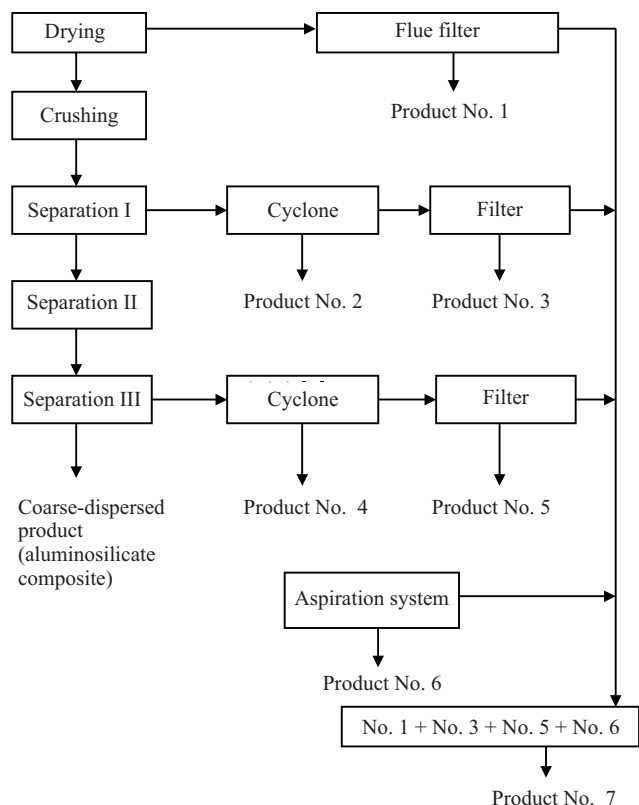 Drying
Flue filter
Product No. 1
Crushing
Separation I
Cyclone
Filter
Product No. 2
Product No. 3
Separation II
Separation III
Cyclone
Filter
Product No. 4
Product No. 5
Coarse-dispersed
product
(aluminosilicate
composite)
Aspiration system
Product No. 6
No. 1 + No. 3 + No. 5 + No. 6
Product No. 7